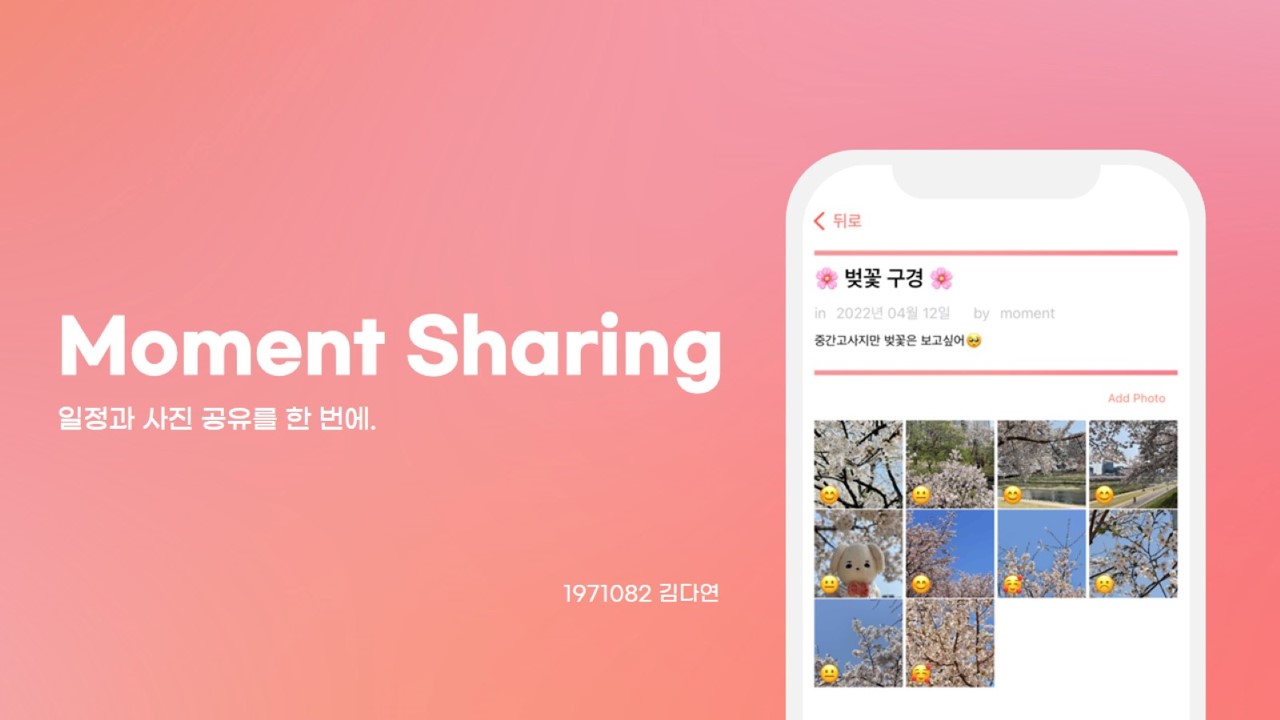 Moment Sharing
일정과 사진 공유를 한 번에.
1971082 김다연
뒤로
🌸 벚꽃 구경 🌸
in 2022년 04월 12일 by moment
중간고사지만 벚꽃은 보고싶어🥺
Add Photo